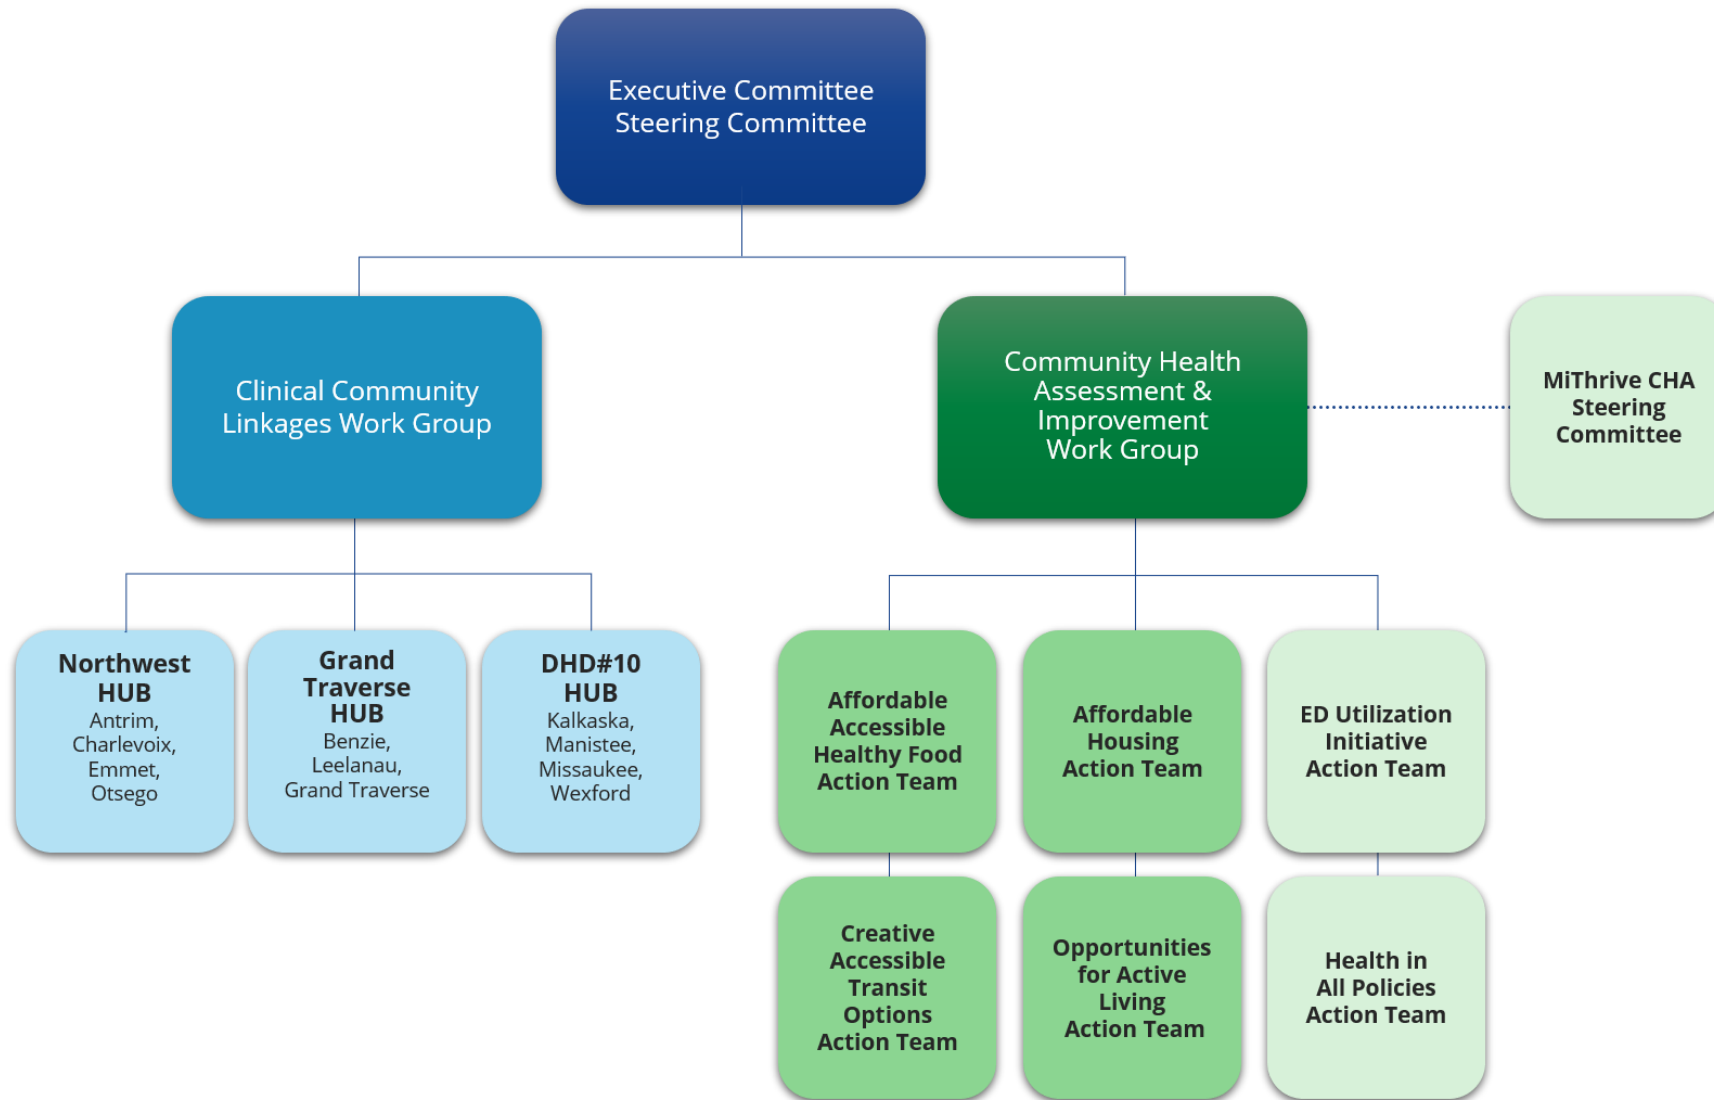 Executive Committee
Steering Committee
Clinical Community
Linkages Work Group
Community Health
Assessment &
Improvement
Work Group
MiThrive CHA
Steering
Committee
Northwest
HUB
Antrim,
Charlevoix,
Emmet,
Otsego
Grand
Traverse
HUB
Benzie,
Leelanau,
Grand Traverse
DHD#10
HUB
Kalkaska,
Manistee,
Missaukee,
Wexford
Affordable
Accessible
Healthy Food
Action Team
Affordable
Housing
Action Team
ED Utilization
Initiative
Action Team
Creative
Accessible
Transit
Options
Action Team
Opportunities
for Active
Living
Action Team
Health in
All Policies
Action Team